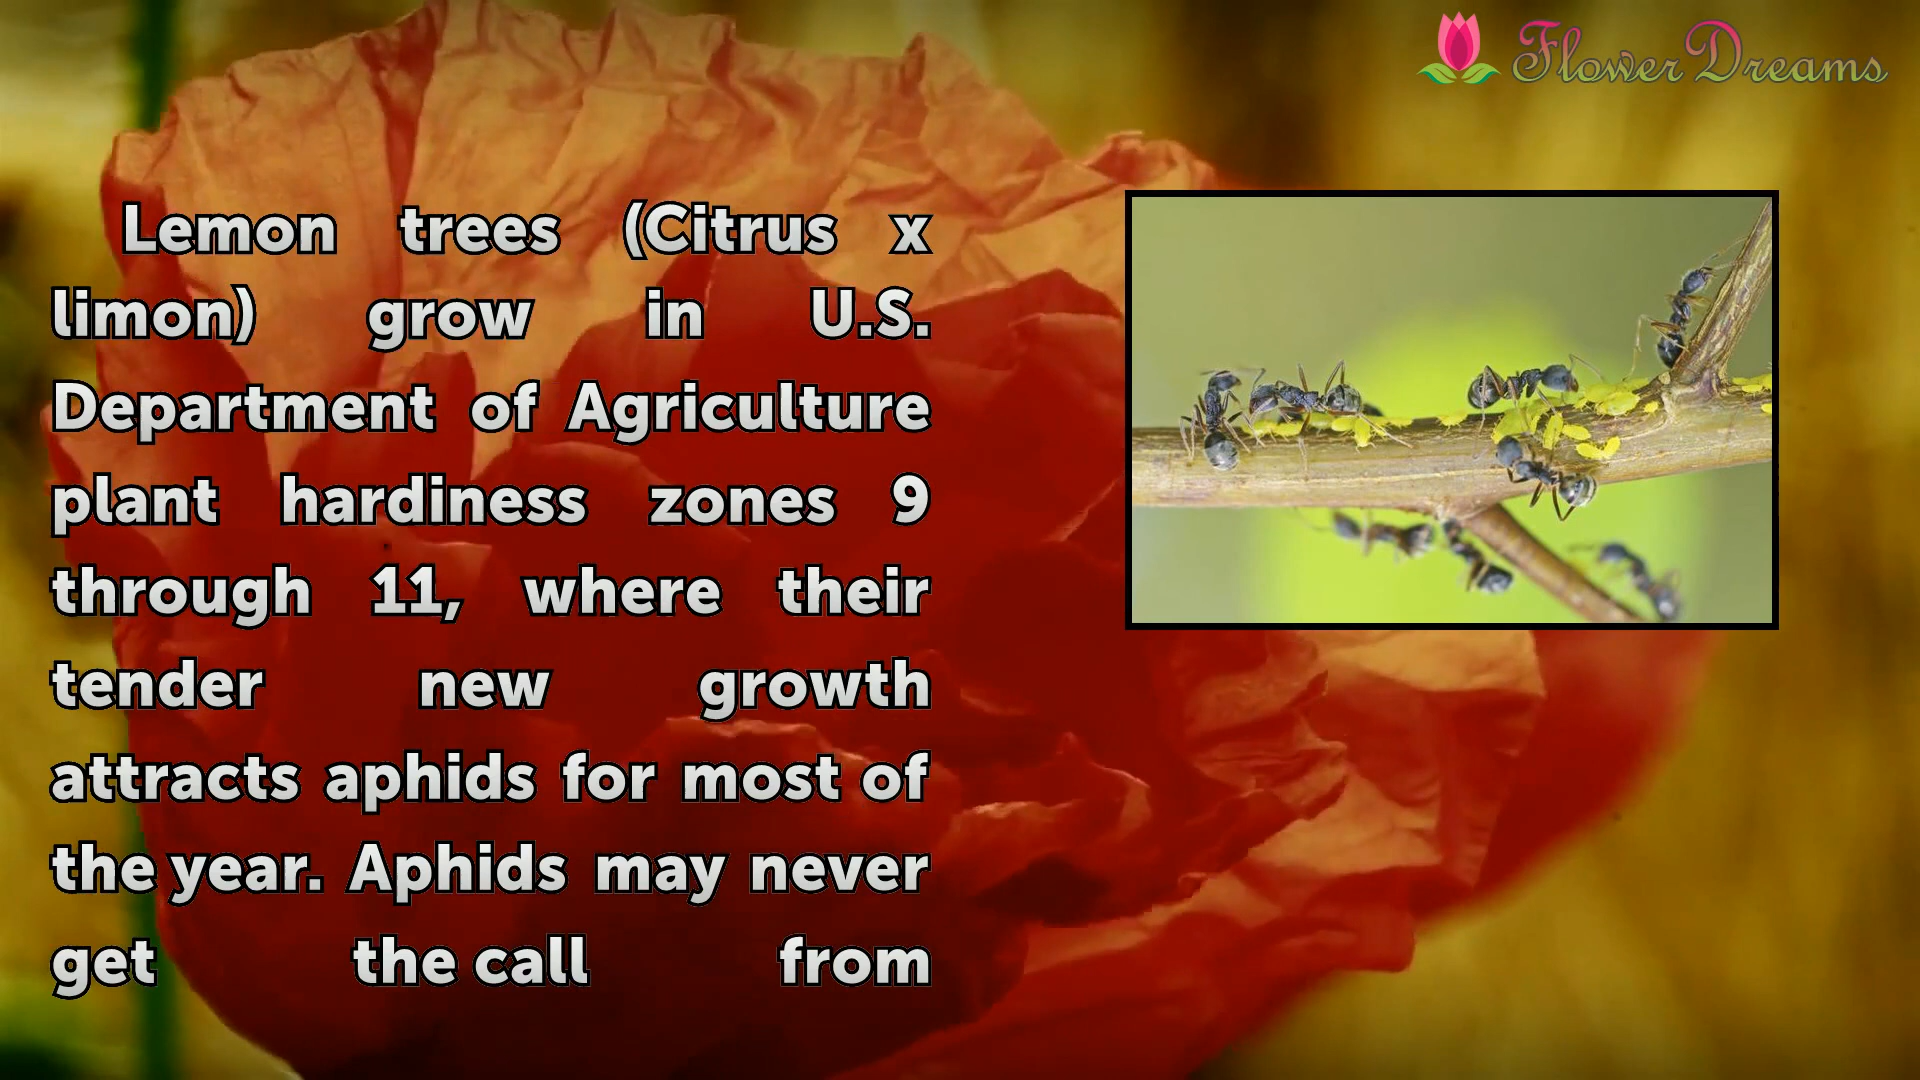 Flower Dreams
Lemon trees (Citrus x
limon) grow in U.S.
Department of Agriculture
plant hardiness zones 9
through 11, where their
tender new growth
attracts aphids for most of
the year. Aphids may never
get the call from